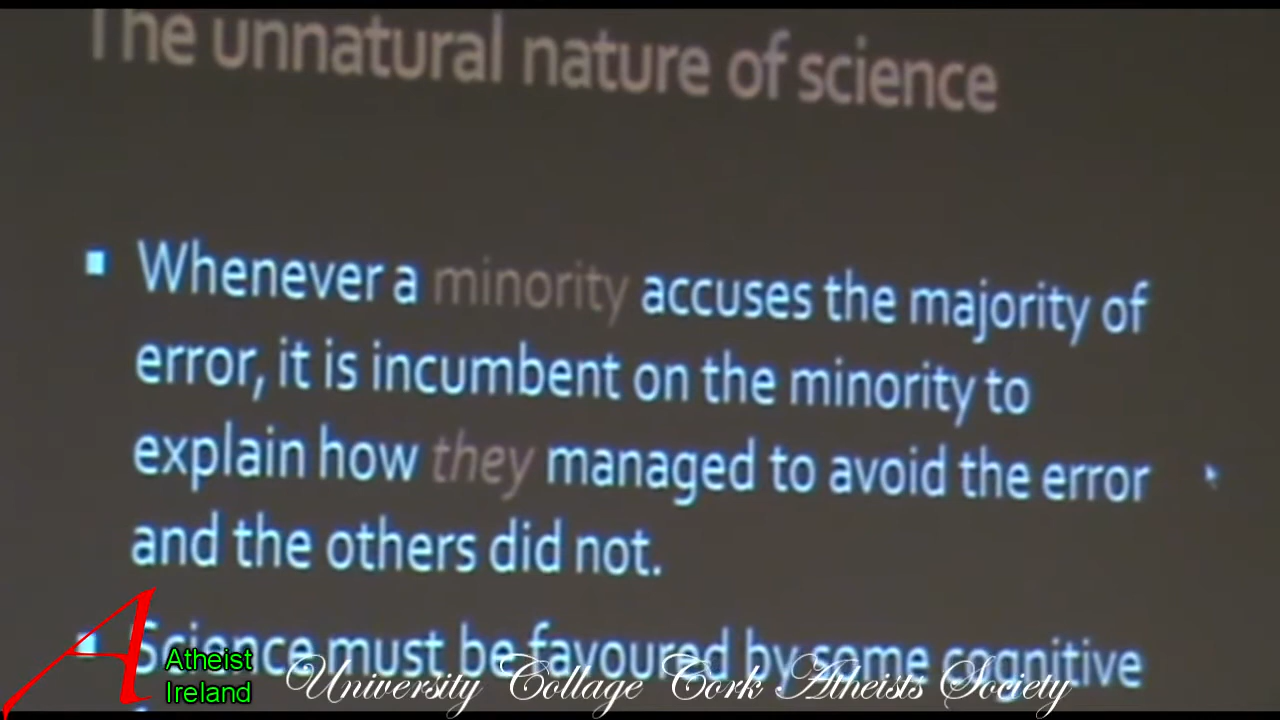 The unnatural nature of science
Whenever a minority accuses the majority of
error, it is incumbent on the minority to
explain how they managed to avoid the error
and the others did not.
Science must be favoured by some cognitive
Atheist
Ireland
University Collage Cork Atheists Society